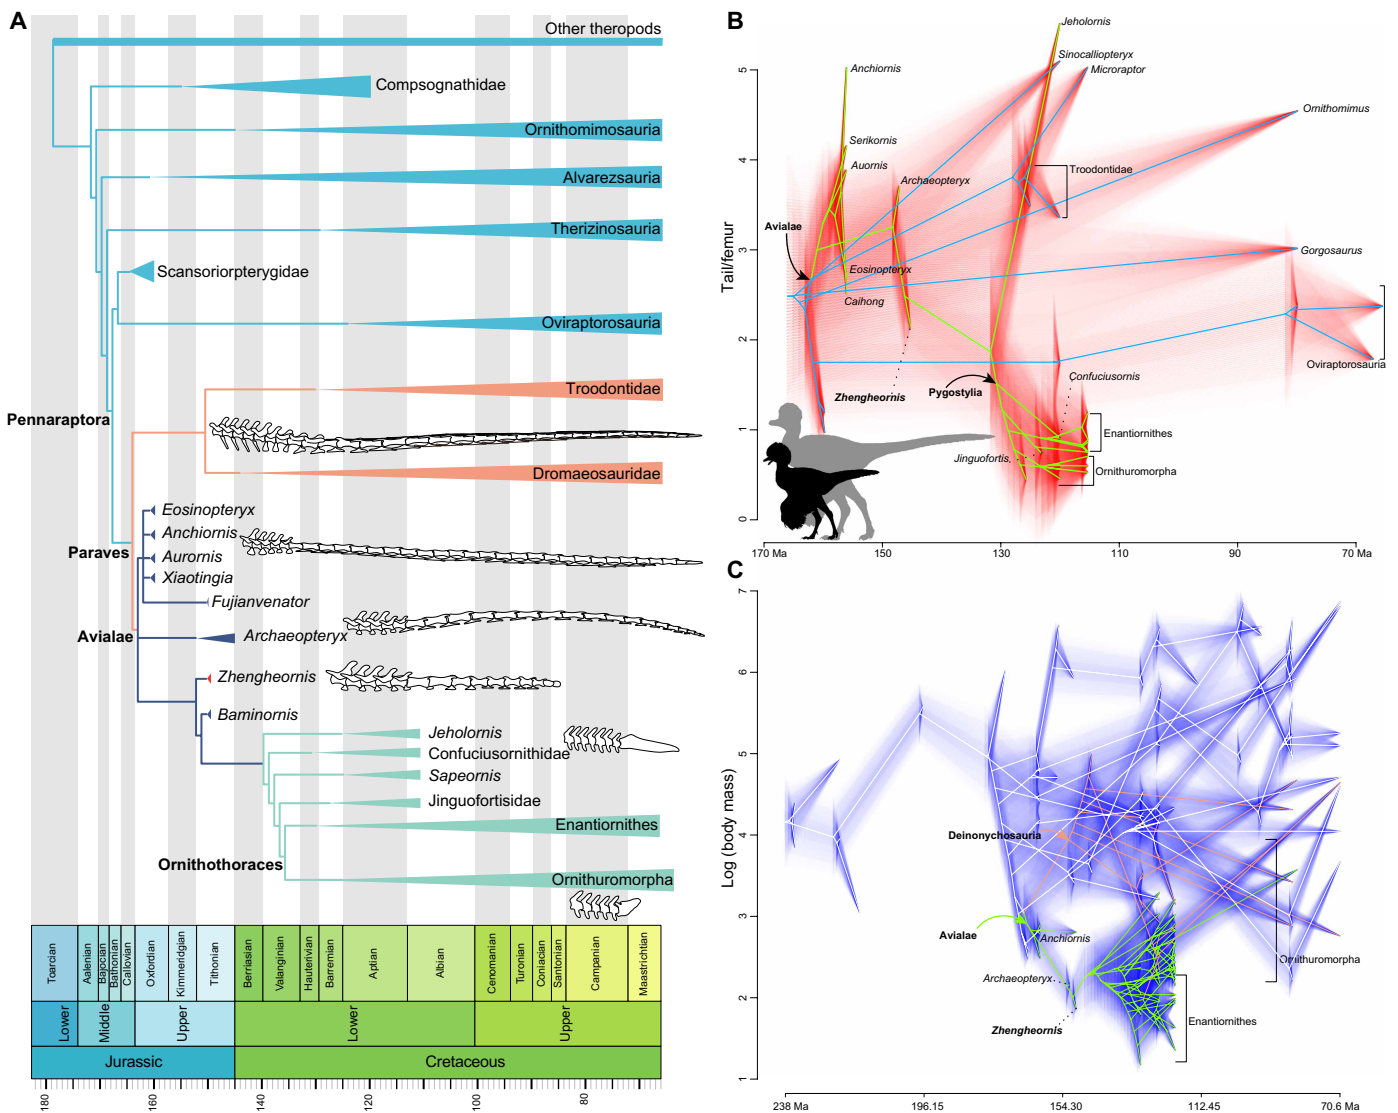 A
Other theropods
Compsognathidae
Ornithomimosauria
Alvarezsauria
Therizinosauria
Scansoriorpterygidae
Oviraptorosauria
Troodontidae
Pennaraptora
Dromaeosauridae
Eosinopteryx
Anchiornis
Paraves
Aurornis
Xiaotingia
Fujianvenator
Avialae
Archaeopteryx
Zhengheornis
Baminornis
Jeholornis
Confuciusornithidae
Sapeornis
Jinguofortisidae
Enantiornithes
Ornithothoraces
Ornithuromorpha
Toarcian
Aalenian
Bajocian
Bathonian
Callovian
Oxfordian
Kimmeridgian
Tithonian
Berriasian
Valanginian
Hauterivian
Barremian
Aptian
Albian
Cenomanian
Turonian
Coniacian
Santonian
Campanian
Maastrichtian
Lower
Middle
Upper
Lower
Upper
Jurassic
Cretaceous
180
160
140
120
100
80
B
Jeholornis
Sinocalliopteryx
Anchiornis
Microraptor
5
Ornithomimus
Serikornis
4
Auornis
Troodontidae
Archaeopteryx
Avialae
3
Gorgosaurus
Eosinopteryx
Caihong
Tail/femur
2
Oviraptorosauria
Confuciusornis
Zhengheornis
Pygostylia
1
Enantiornithes
Jinguofortis
Ornithuromorpha
0
170 Ma
150
130
110
90
70
C
7
6
5
4
3
2
1
Log (body mass)
Deinonychosauria
Avialae
Anchiornis
Ornithuromorpha
Archaeopteryx
Enantiornithes
Zhengheornis
238 Ma
196.15
154.30
112.45
70.6 Ma